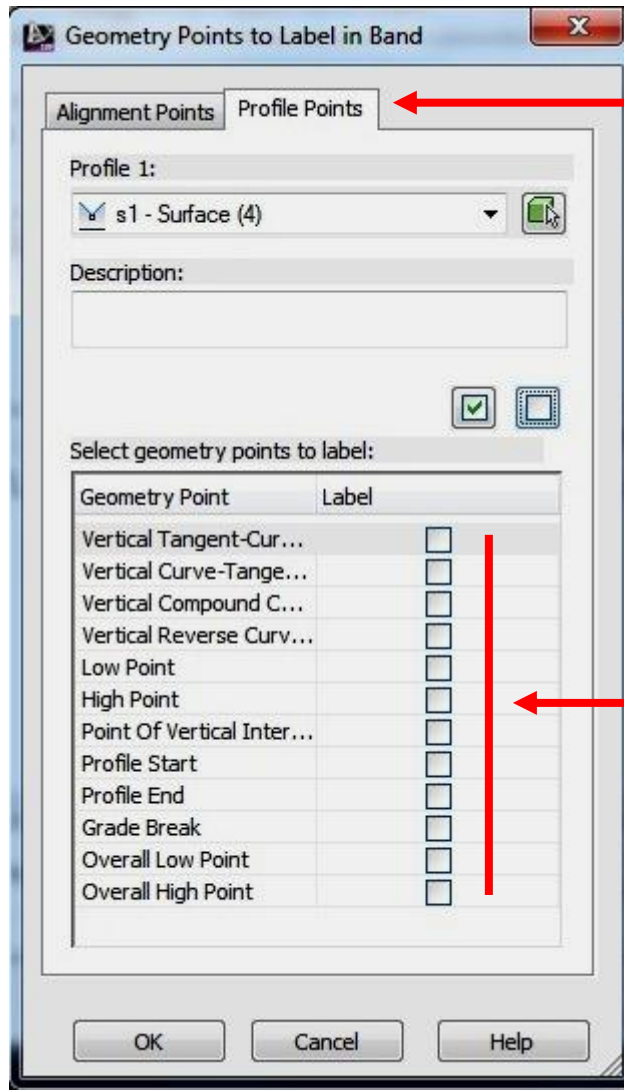 Geometry Points to Label in Band
Alignment Points Profile Points
Profile 1:
s1 - Surface (4)
Description:
Select geometry points to label:
Geometry Point Label
Vertical Tangent-Cur...
Vertical Curve-Tange...
Vertical Compound C...
Vertical Reverse Curv...
Low Point
High Point
Point Of Vertical Inter...
Profile Start
Profile End
Grade Break
Overall Low Point
Overall High Point
OK Cancel Help